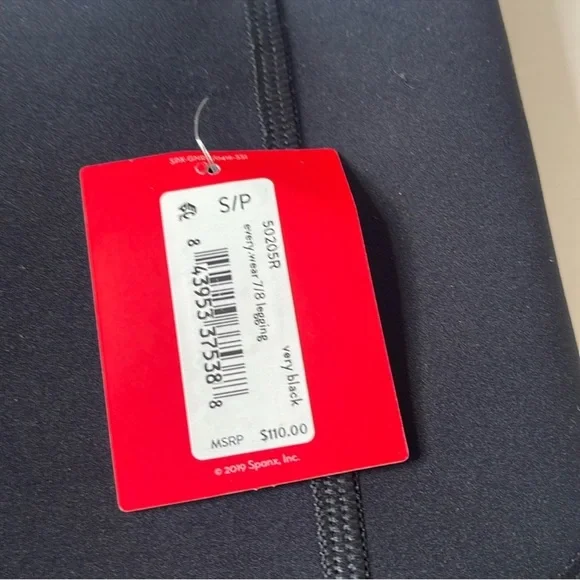 S/P
50205R
every.wear 7/8 legging
very black
8 43953 37538 8
MSRP $110.00
© 2019 Spanx, Inc.